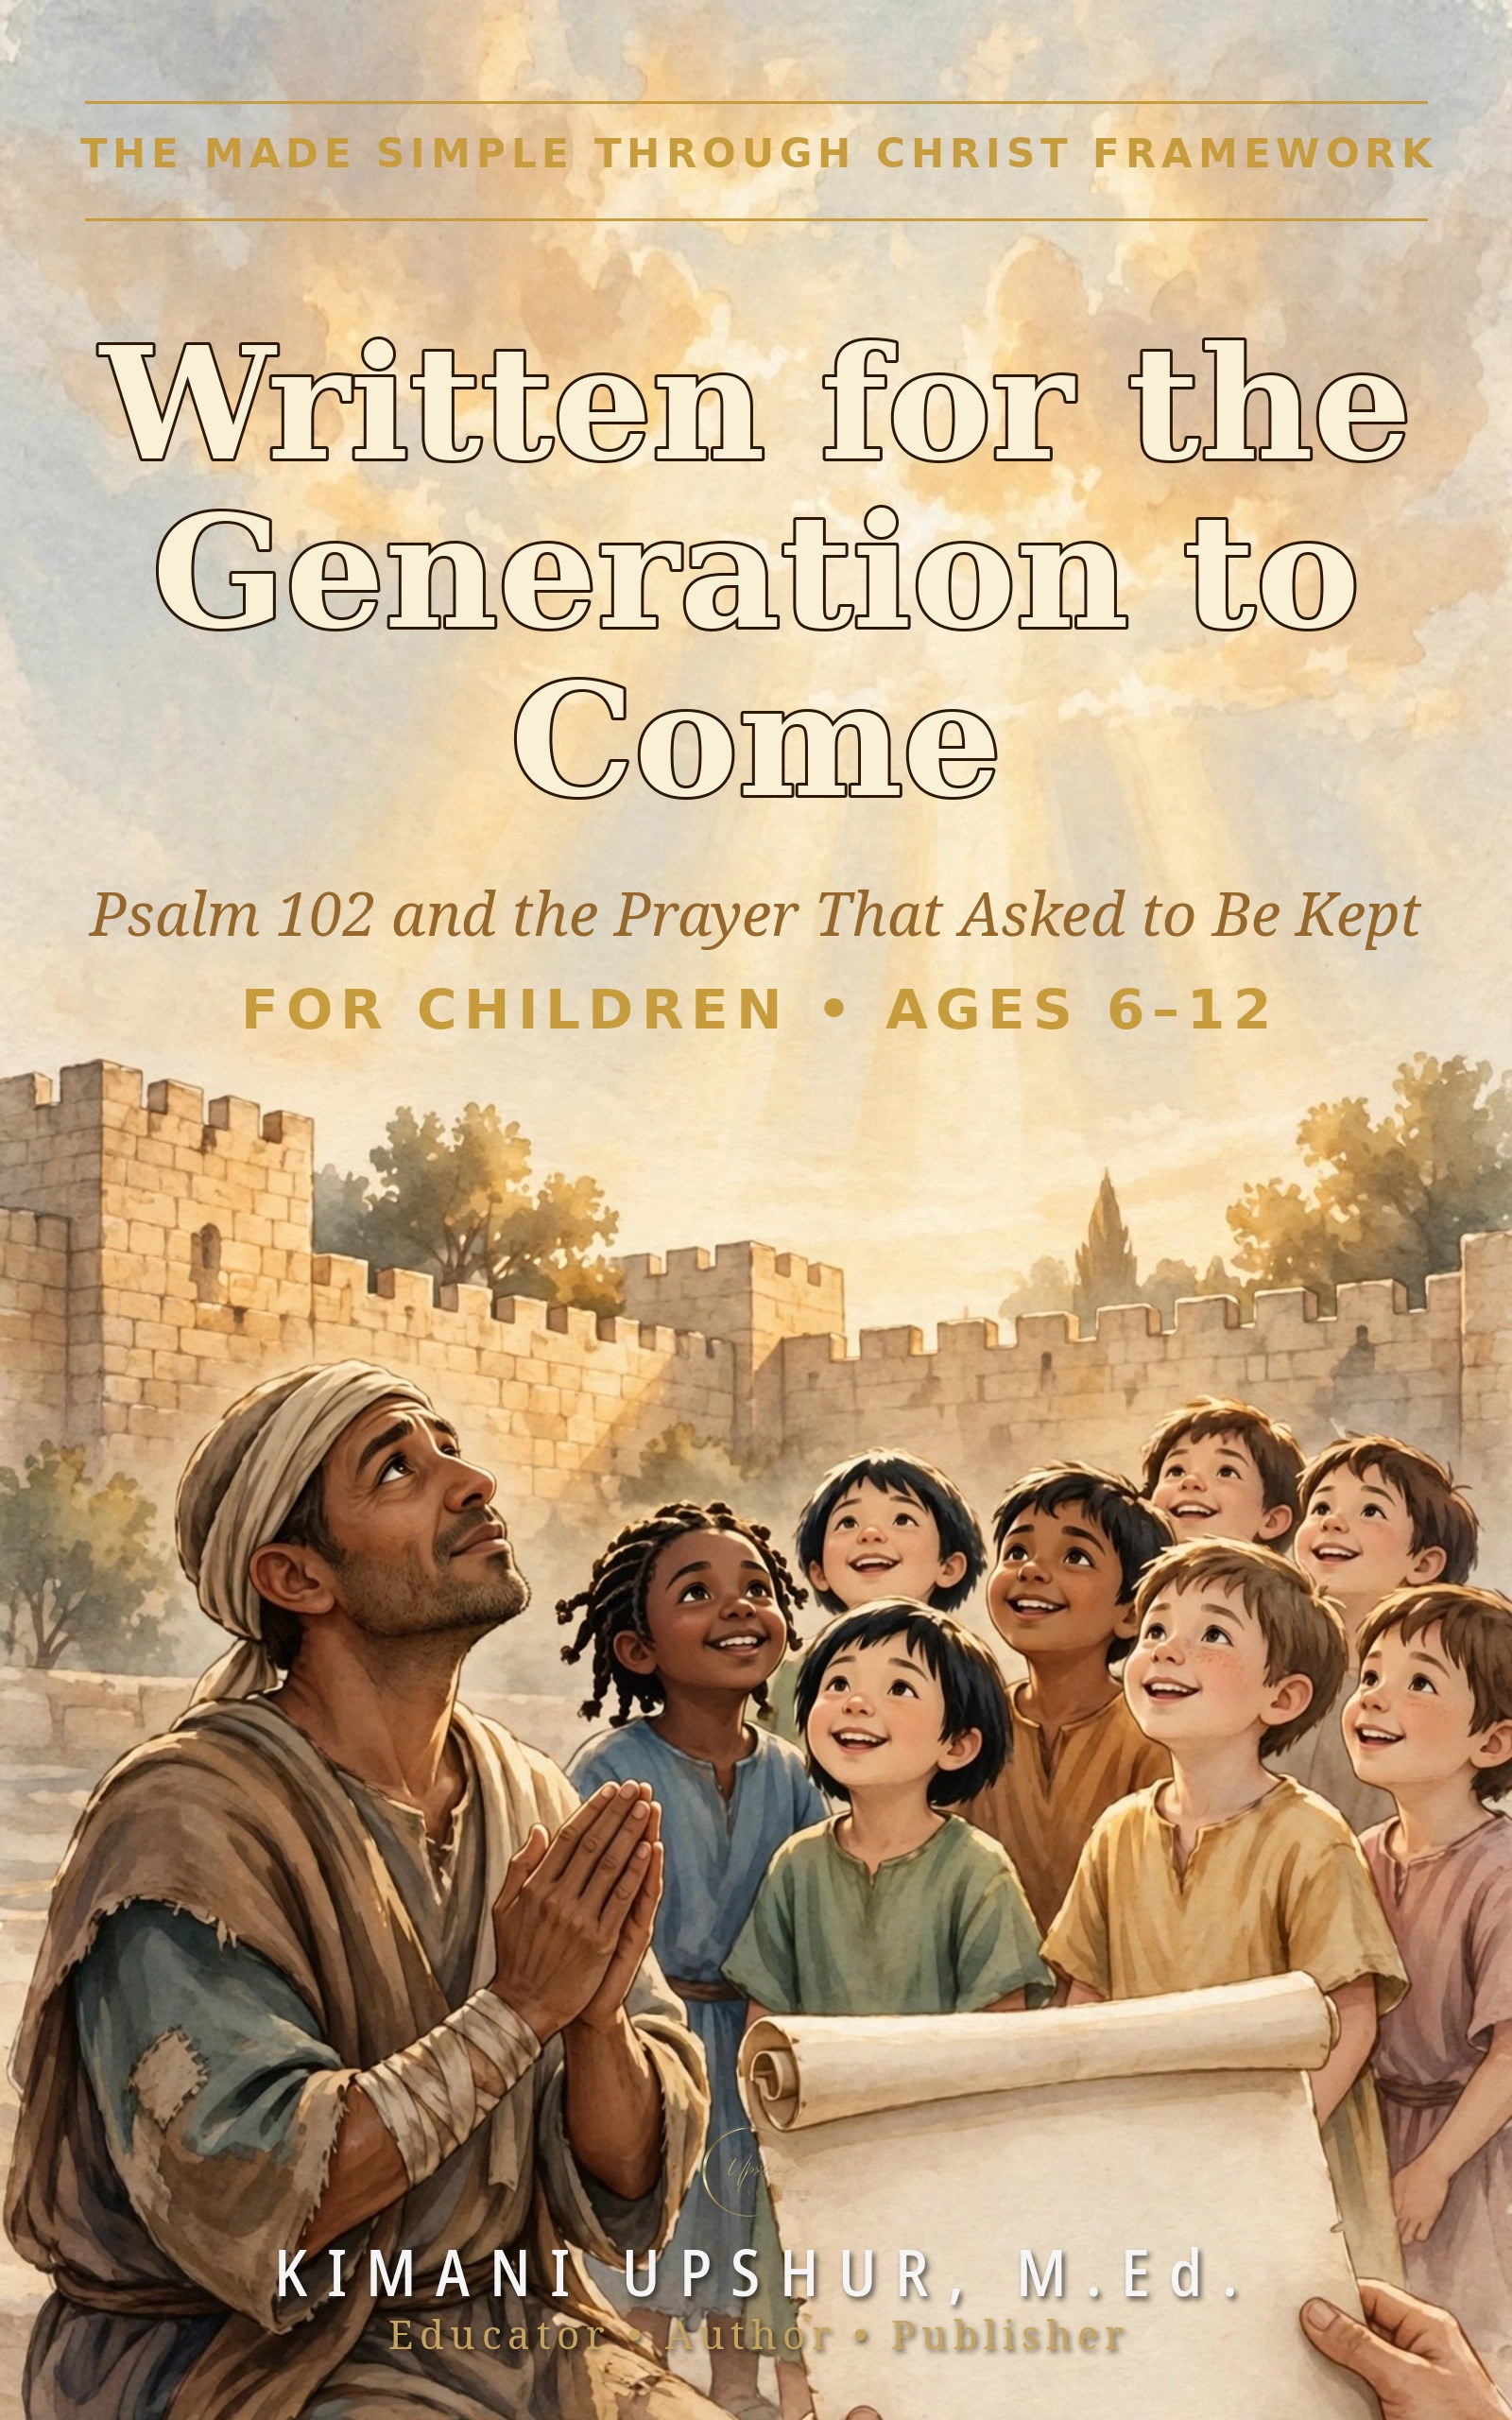 THE MADE SIMPLE THROUGH CHRIST FRAMEWORK
Written for the
Generation to
Come
Psalm 102 and the Prayer That Asked to Be Kept
FOR CHILDREN • AGES 6–12
KIMANI UPSHUR, M.Ed.
Educator • Author • Publisher